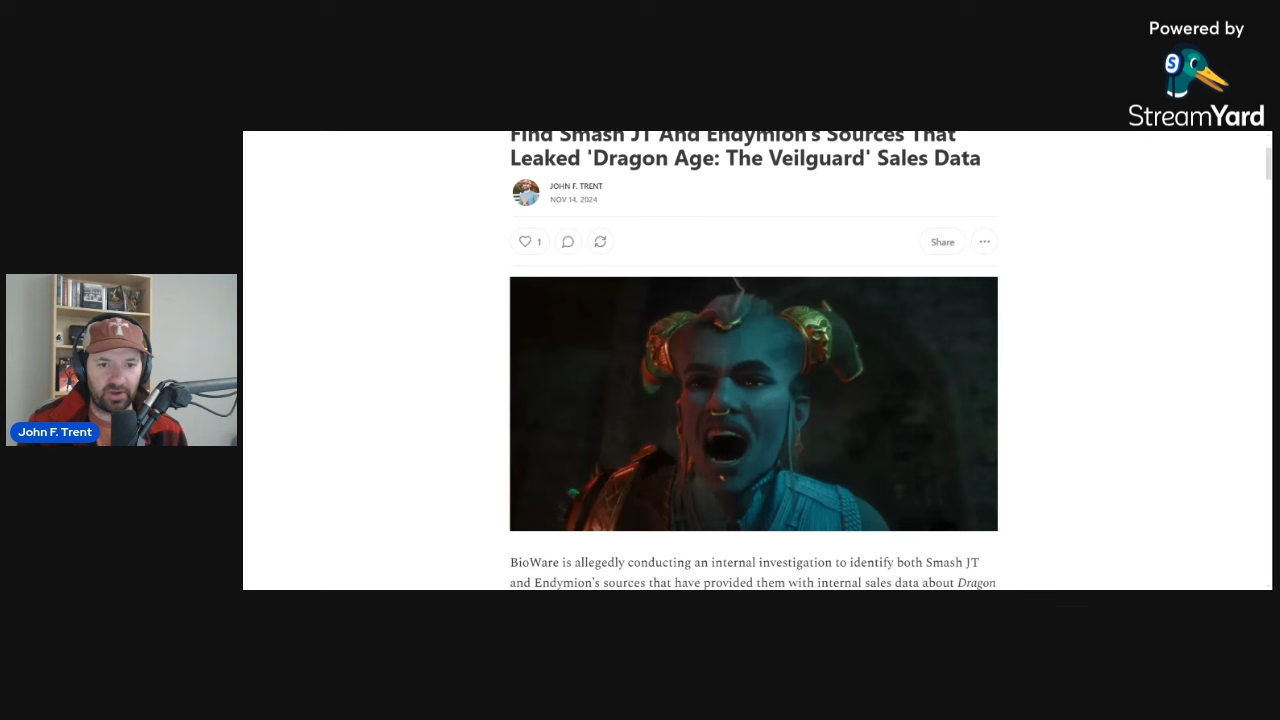 Powered by
StreamYard
Find Smash JT And Endymion's Sources That
Leaked 'Dragon Age: The Veilguard' Sales Data
JOHN F. TRENT
NOV 14, 2024
1
Share
John F. Trent
BioWare is allegedly conducting an internal investigation to identify both Smash JT
and Endymion's sources that have provided them with internal sales data about Dragon